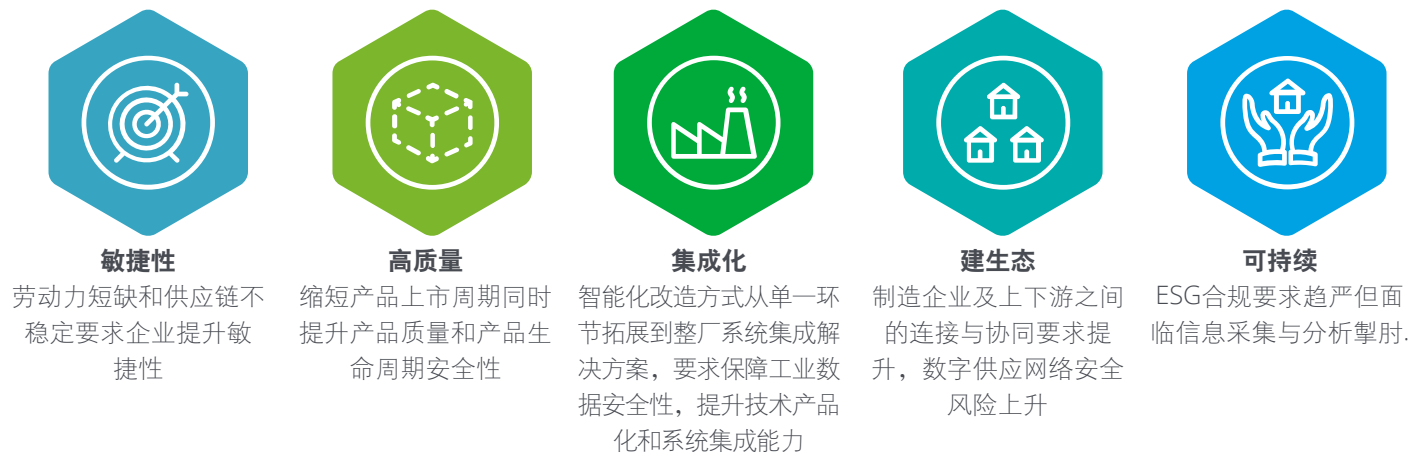 敏捷性
劳动力短缺和供应链不
稳定要求企业提升敏
捷性
高质量
缩短产品上市周期同时
提升产品质量和产品生
命周期安全性
集成化
智能化改造方式从单一环
节拓展到整厂系统集成解
决方案，要求保障工业数
据安全性，提升技术产品
化和系统集成能力
建生态
制造企业及上下游之间
的连接与协同要求提
升，数字供应网络安全
风险上升
可持续
ESG合规要求趋严但面
临信息采集与分析掣肘.